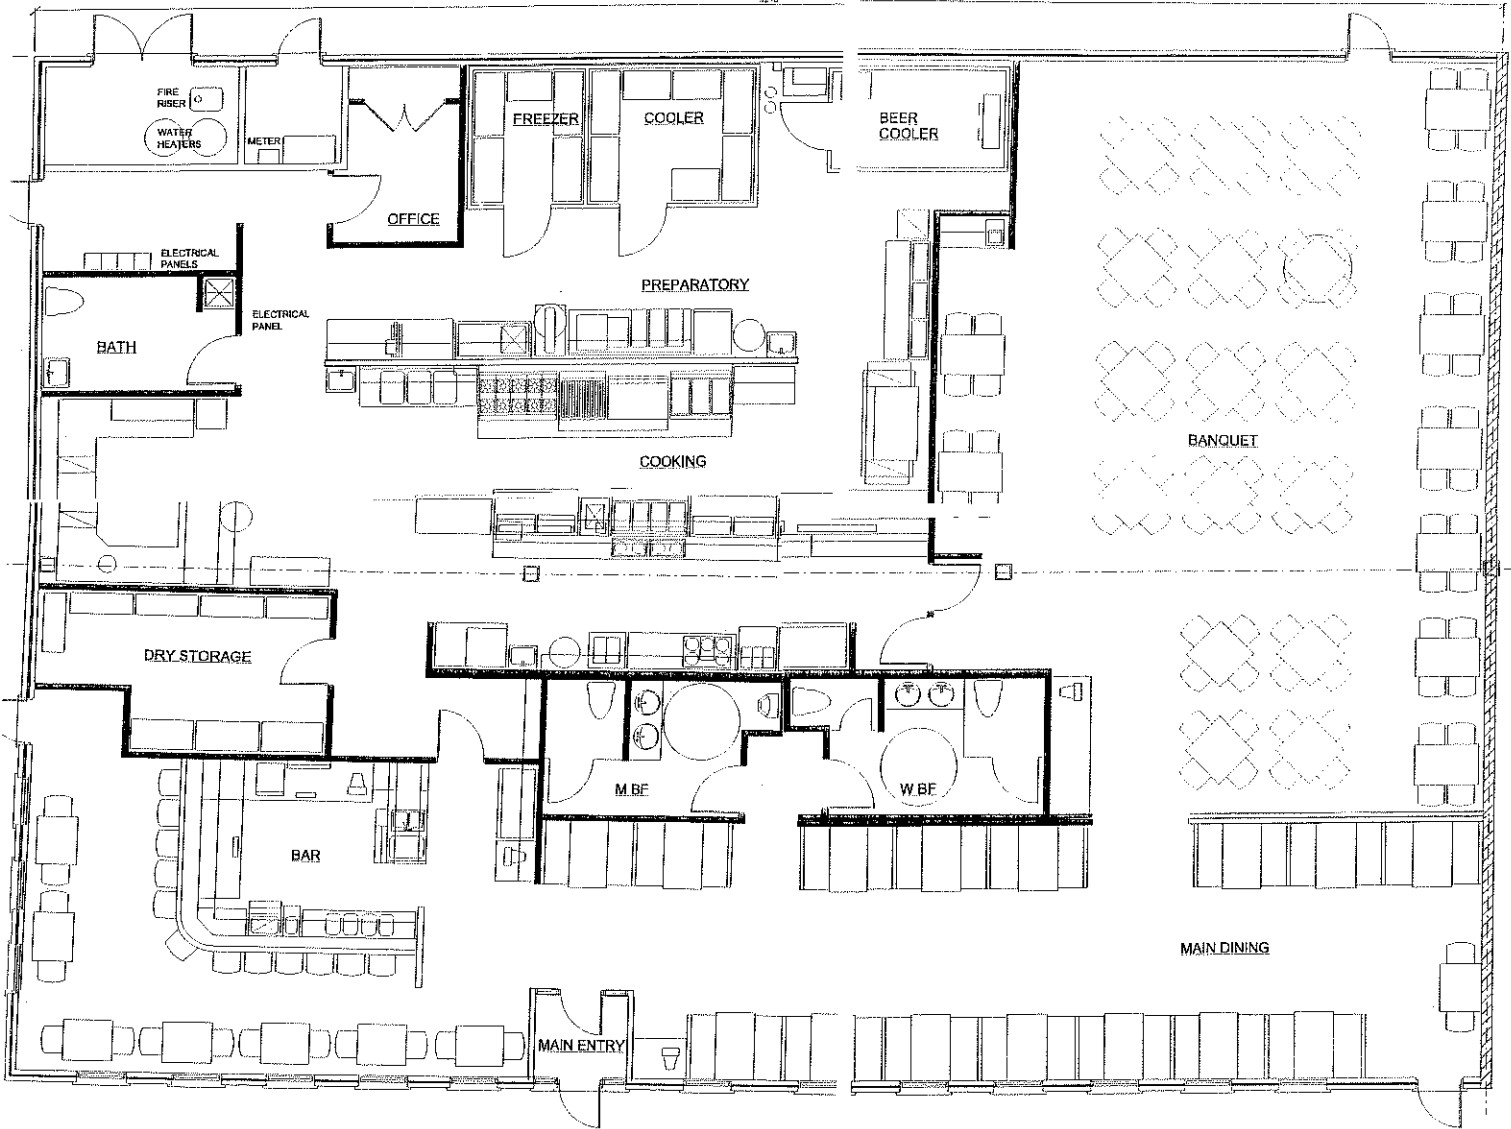 FIRE
RISER
WATER
HEATERS
METER
OFFICE
FREEZER
COOLER
BEER
COOLER
ELECTRICAL
PANELS
ELECTRICAL
PANEL
BATH
PREPARATORY
COOKING
BANQUET
DRY STORAGE
M BF
W BF
BAR
MAIN DINING
MAIN ENTRY